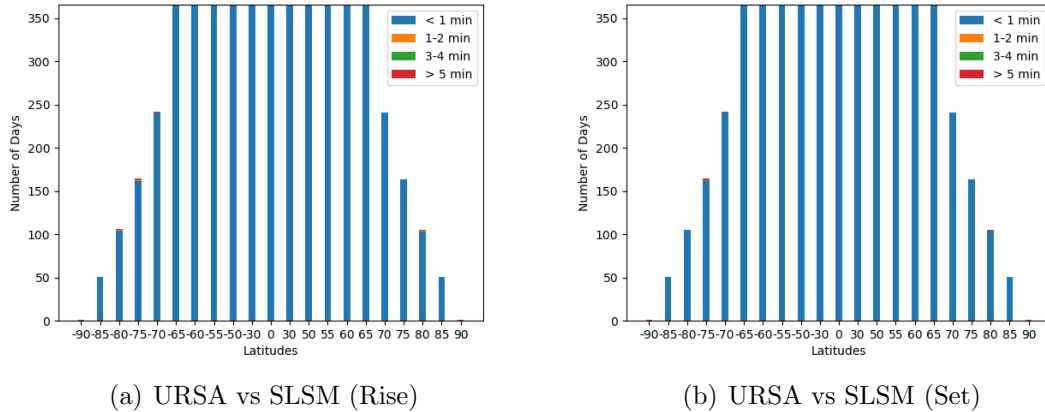 Number of Days
350
300
250
200
150
100
50
0
< 1 min
1-2 min
3-4 min
> 5 min
-90 -85 -80 -75 -70 -65 -60 -55 -50 -30 0 30 50 55 60 65 70 75 80 85 90
Latitudes
(a) URSA vs SLSM (Rise)
Number of Days
350
300
250
200
150
100
50
0
< 1 min
1-2 min
3-4 min
> 5 min
-90 -85 -80 -75 -70 -65 -60 -55 -50 -30 0 30 50 55 60 65 70 75 80 85 90
Latitudes
(b) URSA vs SLSM (Set)